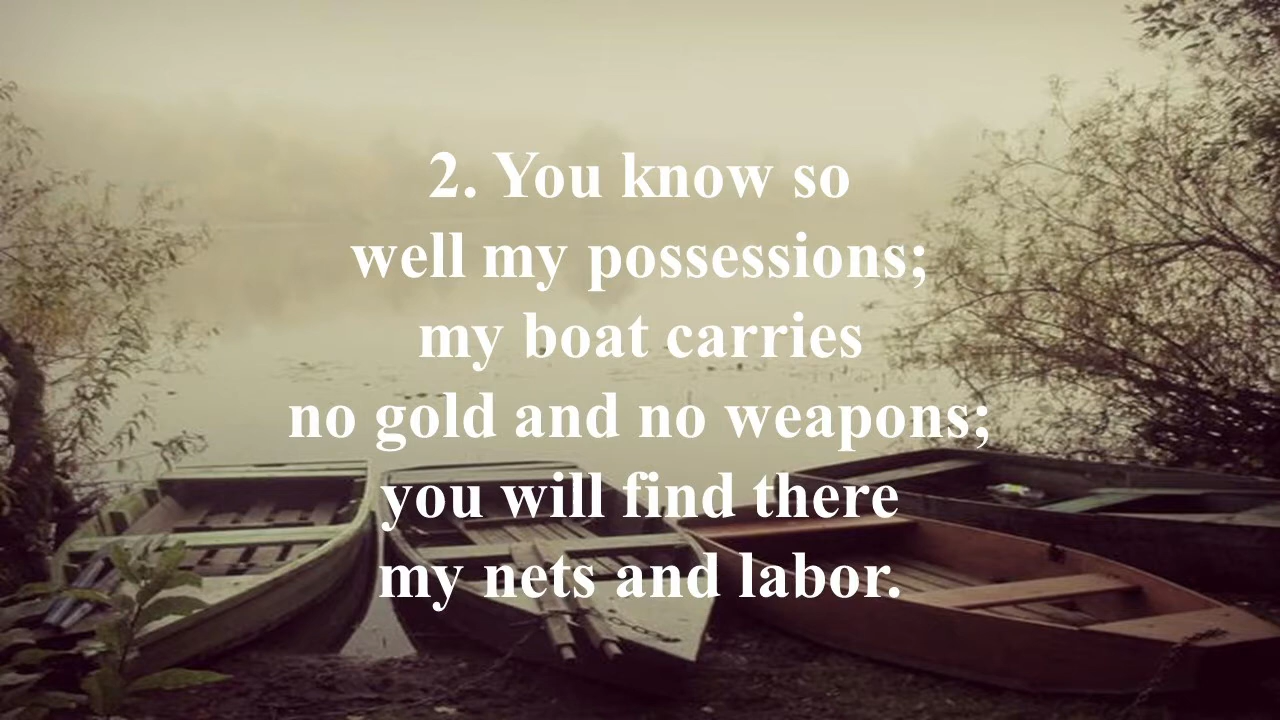 2. You know so
well my possessions;
my boat carries
no gold and no weapons;
you will find there
my nets and labor.